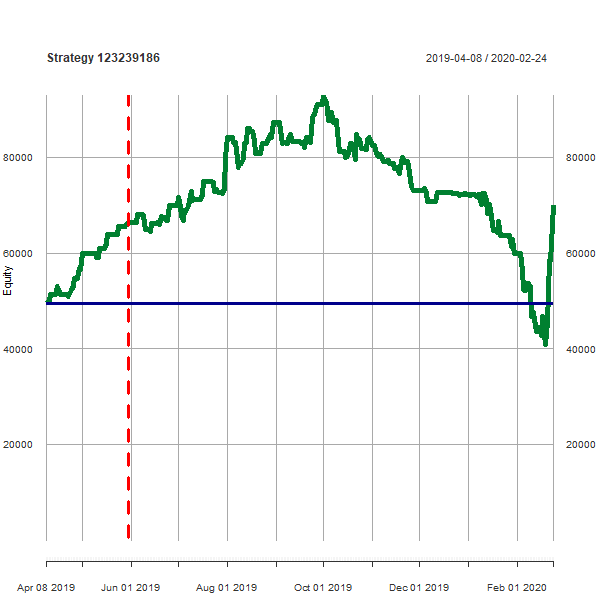 Strategy 123239186
2019-04-08 / 2020-02-24
80000 80000
60000 60000
Equity
40000 40000
20000 20000
Apr 08 2019 Jun 01 2019 Aug 01 2019 Oct 01 2019 Dec 01 2019 Feb 01 2020